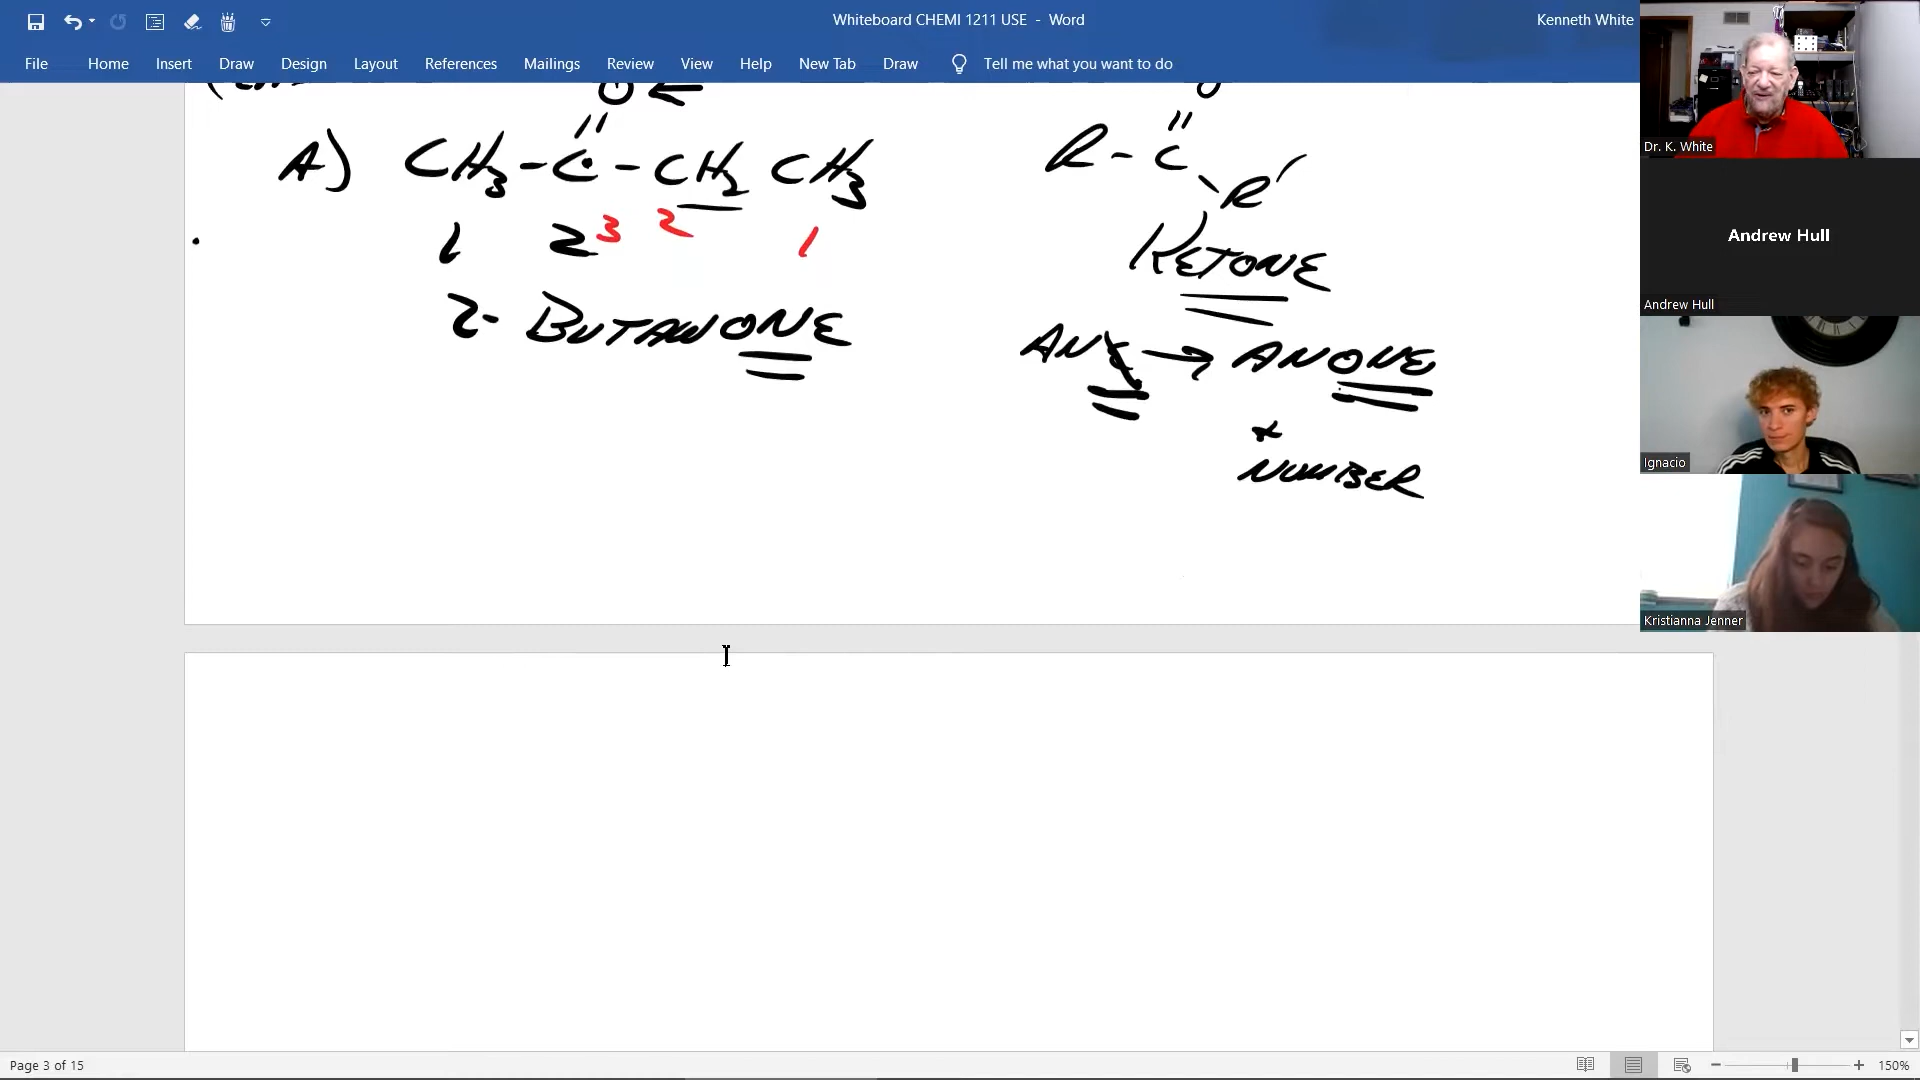 Whiteboard CHEMI 1211 USE - Word
Kenneth White
File Home Insert Draw Design Layout References Mailings Review View Help New Tab Draw Tell me what you want to do
O
A) CH3 - C - CH2 CH3
1 2 3 2 1
2- BUTANONE
R - C
R'
KETONE
ANE → ANONE
+
NUMBER
Dr. K. White
Andrew Hull
Andrew Hull
Ignacio
Kristianna Jenner
Page 3 of 15
150%